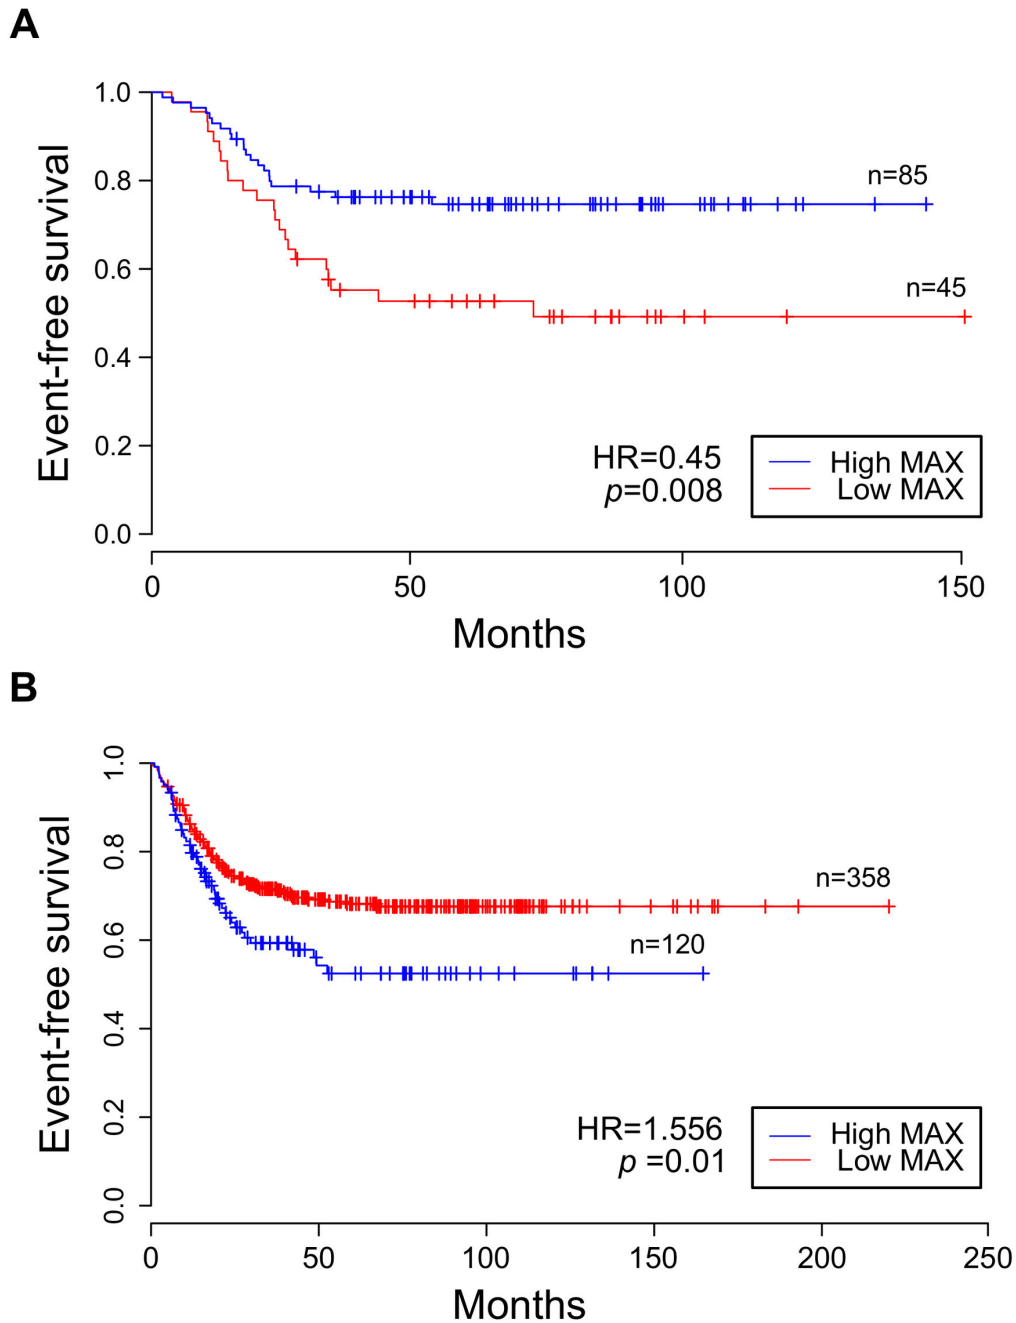 A
Event-free survival
1.0
0.8
0.6
0.4
0.2
0.0
n=85
n=45
HR=0.45
p=0.008
High MAX
Low MAX
0 50 100 150
Months
B
Event-free survival
1.0
0.8
0.6
0.4
0.2
0.0
n=358
n=120
HR=1.556
p =0.01
High MAX
Low MAX
0 50 100 150 200 250
Months